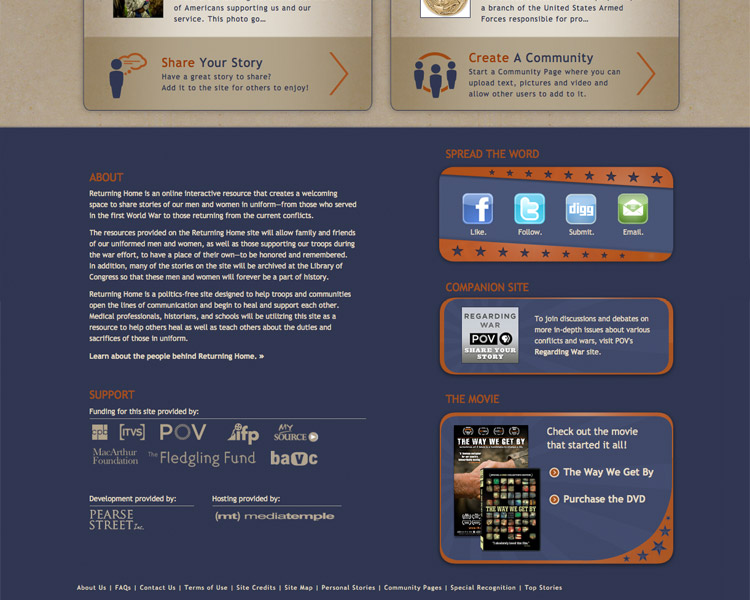 of Americans supporting us and our
service. This photo go...
a branch of the United States Armed
Forces responsible for pro...
Share Your Story
Have a great story to share?
Add it to the site for others to enjoy!
Create A Community
Start a Community Page where you can
upload text, pictures and video and
allow other users to add to it.
ABOUT
Returning Home is an online interactive resource that creates a welcoming
space to share stories of our men and women in uniform—from those who served
in the first World War to those returning from the current conflicts.
The resources provided on the Returning Home site will allow family and friends
of our uniformed men and women, as well as those supporting our troops during
the war effort, to have a place of their own—to be honored and remembered.
In addition, many of the stories on the site will be archived at the Library of
Congress so that these men and women will forever be a part of history.
Returning Home is a politics-free site designed to help troops and communities
open the lines of communication and begin to heal and support each other.
Medical professionals, historians, and schools will be utilizing this site as a
resource to help others heal as well as teach others about the duties and
sacrifices of those in uniform.
Learn about the people behind Returning Home. »
SUPPORT
Funding for this site provided by:
cpb [ITVS] POV ifp MY SOURCE
MacArthur Foundation The Fledgling Fund bavc
Development provided by: Hosting provided by:
PEARSE STREET Inc. (mt) mediatemple
SPREAD THE WORD
f t digg
Like. Follow. Submit. Email.
COMPANION SITE
REGARDING
WAR
POV PBS
SHARE YOUR
STORY
To join discussions and debates on
more in-depth issues about various
conflicts and wars, visit POV's
Regarding War site.
THE MOVIE
THE WAY WE GET BY
THE WAY WE GET BY
Check out the movie
that started it all!
The Way We Get By
Purchase the DVD
About Us | FAQs | Contact Us | Terms of Use | Site Credits | Site Map | Personal Stories | Community Pages | Special Recognition | Top Stories